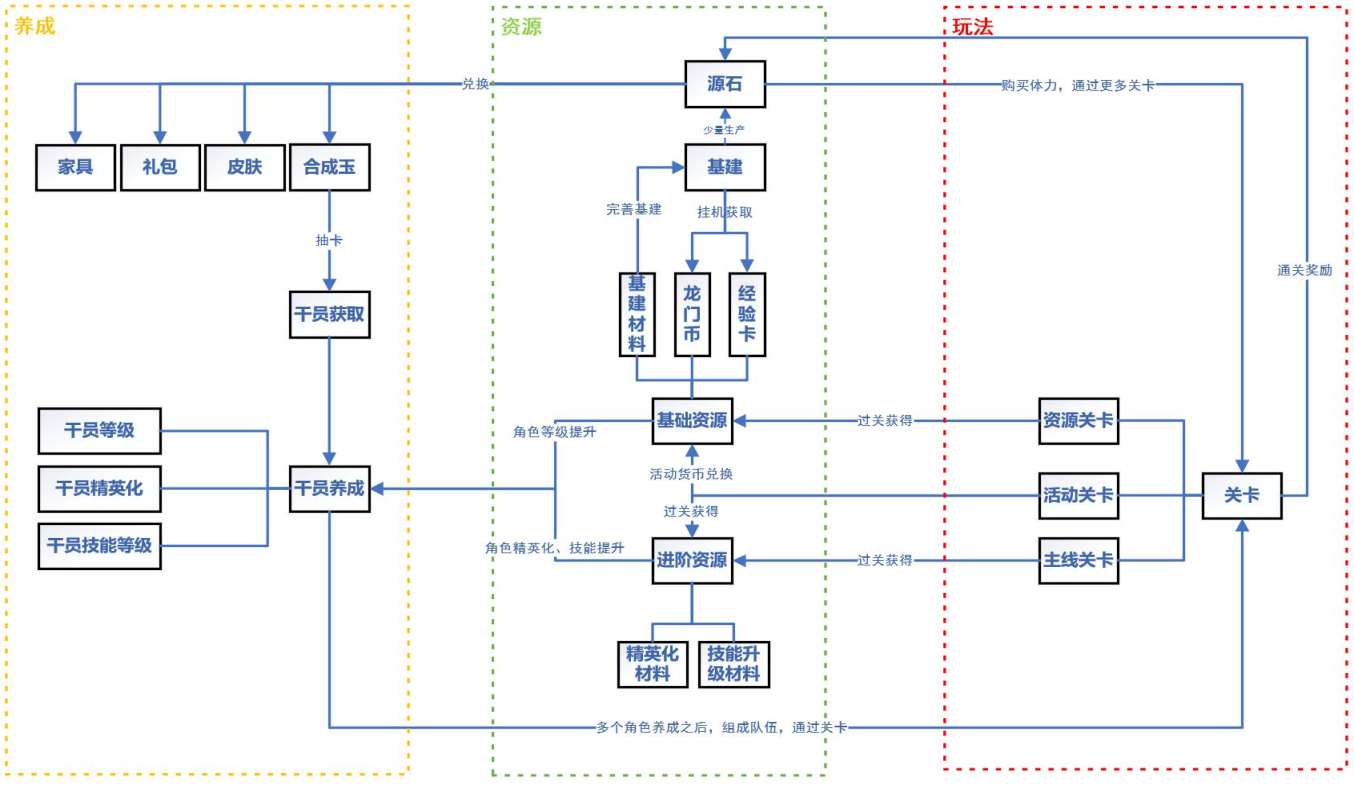 养成
资源
玩法
源石
兑换
购买体力，通过更多关卡
少量生产
家具
礼包
皮肤
合成玉
基建
完善基建
挂机获取
抽卡
通关奖励
基
建
材
料
龙
门
币
经
验
卡
干员获取
基础资源
过关获得
资源关卡
角色等级提升
干员等级
活动货币兑换
干员精英化
干员养成
活动关卡
关卡
过关获得
干员技能等级
角色精英化、技能提升
进阶资源
过关获得
主线关卡
精英化
材料
技能升
级材料
多个角色养成之后，组成队伍，通过关卡